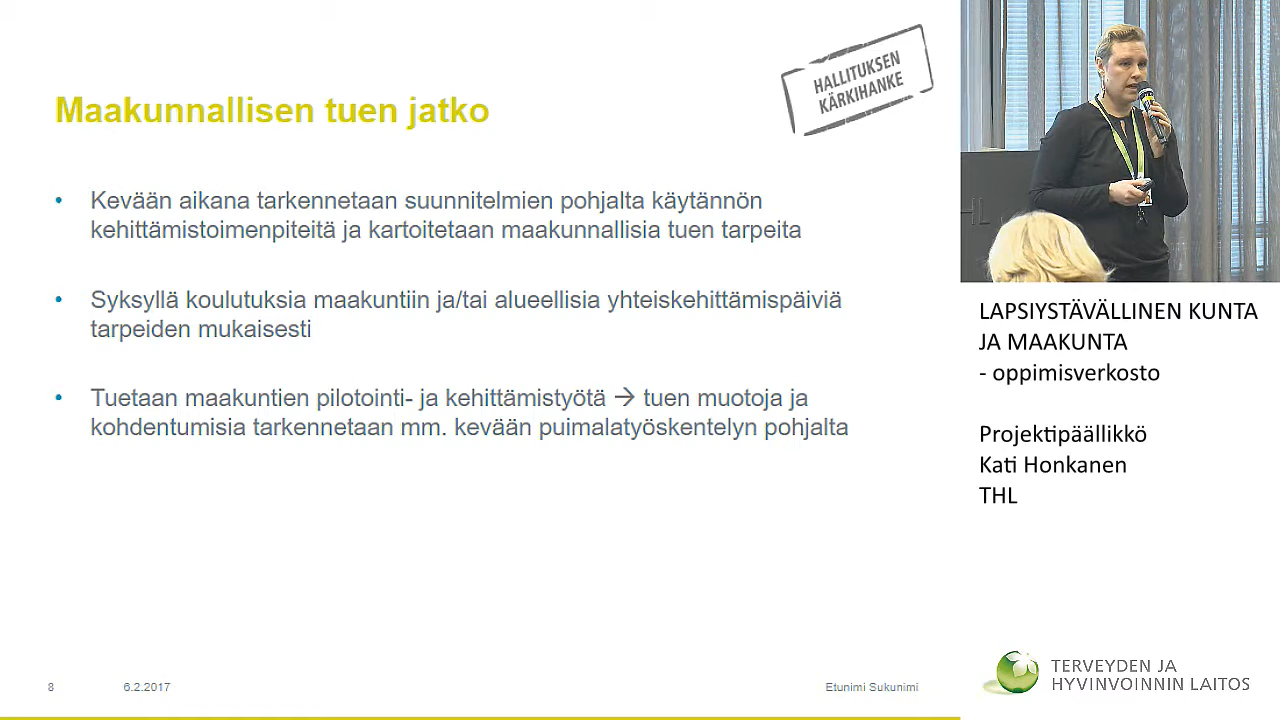 HALLITUKSEN
KÄRKIHANKE
Maakunnallisen tuen jatko
• Kevään aikana tarkennetaan suunnitelmien pohjalta käytännön
kehittämistoimenpiteitä ja kartoitetaan maakunnallisia tuen tarpeita
• Syksyllä koulutuksia maakuntiin ja/tai alueellisia yhteiskehittämispäiviä
tarpeiden mukaisesti
• Tuetaan maakuntien pilotointi- ja kehittämistyötä → tuen muotoja ja
kohdentumisia tarkennetaan mm. kevään puimalatyöskentelyn pohjalta
8
6.2.2017
Etunimi Sukunimi
LAPSIYSTÄVÄLLINEN KUNTA
JA MAAKUNTA
- oppimisverkosto
Projektipäällikkö
Kati Honkanen
THL
TERVEYDEN JA
HYVINVOINNIN LAITOS